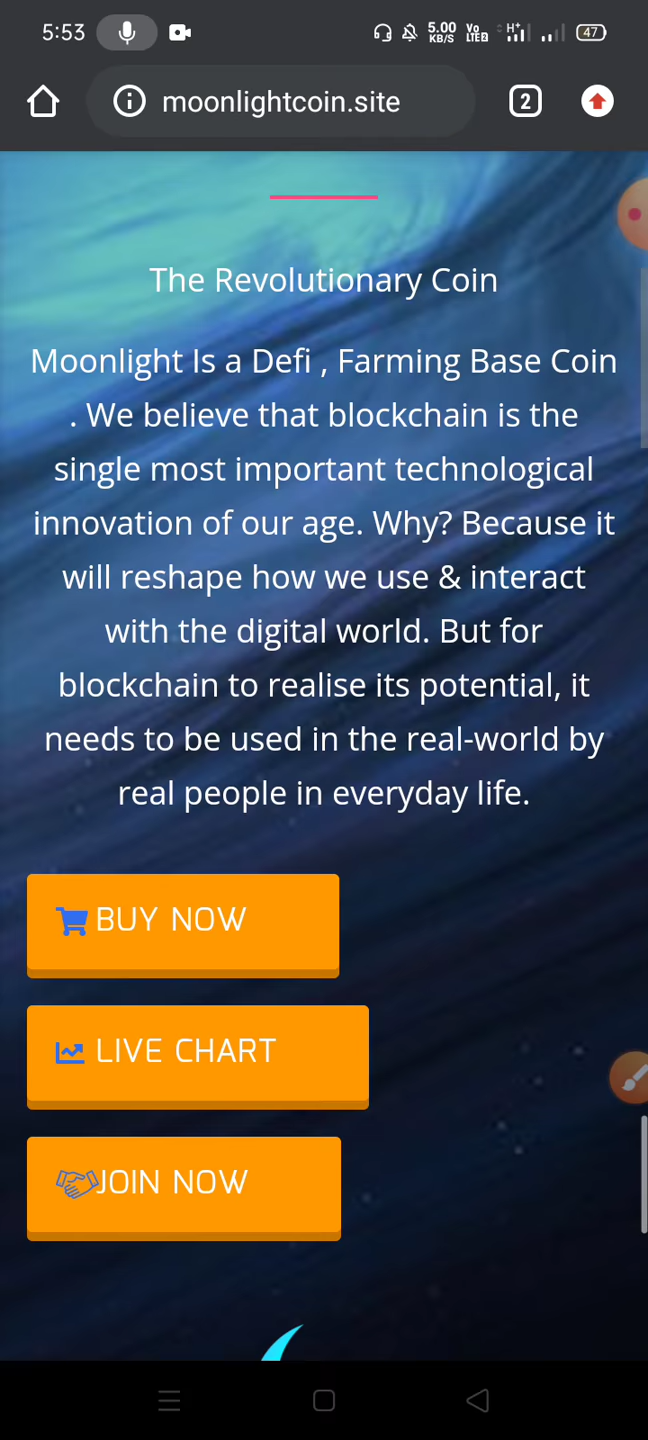 5:53
5.00
KB/S
Vo
LTE2
H+
47
moonlightcoin.site
2
The Revolutionary Coin
Moonlight Is a Defi , Farming Base Coin
. We believe that blockchain is the
single most important technological
innovation of our age. Why? Because it
will reshape how we use & interact
with the digital world. But for
blockchain to realise its potential, it
needs to be used in the real-world by
real people in everyday life.
BUY NOW
LIVE CHART
JOIN NOW